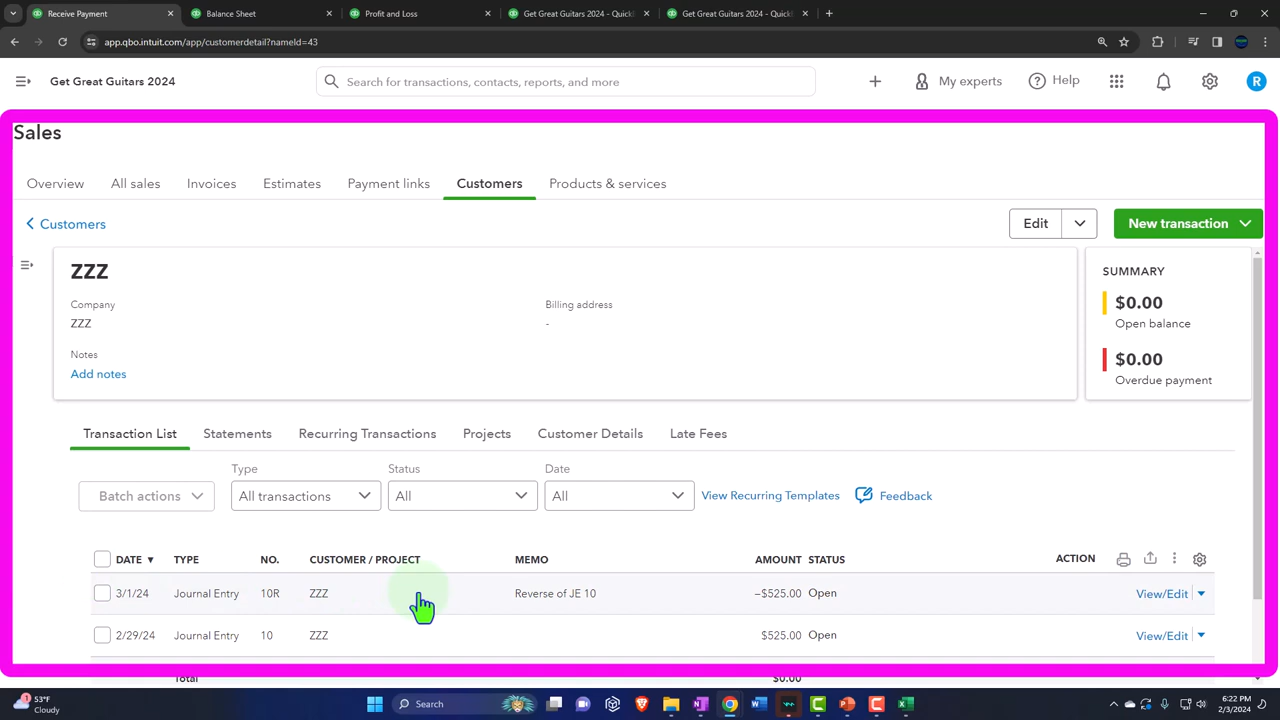 Receive Payment
Balance Sheet
Profit and Loss
Get Great Guitars 2024 - Quick
Get Great Guitars 2024 - Quick
app.qbo.intuit.com/app/customerdetail?nameId=43
Get Great Guitars 2024
Search for transactions, contacts, reports, and more
My experts
Help
R
Sales
Overview
All sales
Invoices
Estimates
Payment links
Customers
Products & services
Customers
Edit
New transaction
ZZZ
Company
ZZZ
Billing address
-
Notes
Add notes
SUMMARY
$0.00
Open balance
$0.00
Overdue payment
Transaction List
Statements
Recurring Transactions
Projects
Customer Details
Late Fees
Batch actions
Type
All transactions
Status
All
Date
All
View Recurring Templates
Feedback
DATE ▼ TYPE NO. CUSTOMER / PROJECT MEMO AMOUNT STATUS ACTION
3/1/24 Journal Entry 10R ZZZ Reverse of JE 10 −$525.00 Open View/Edit
2/29/24 Journal Entry 10 ZZZ $525.00 Open View/Edit
Total $0.00
53°F
Cloudy
Search
6:22 PM
2/3/2024